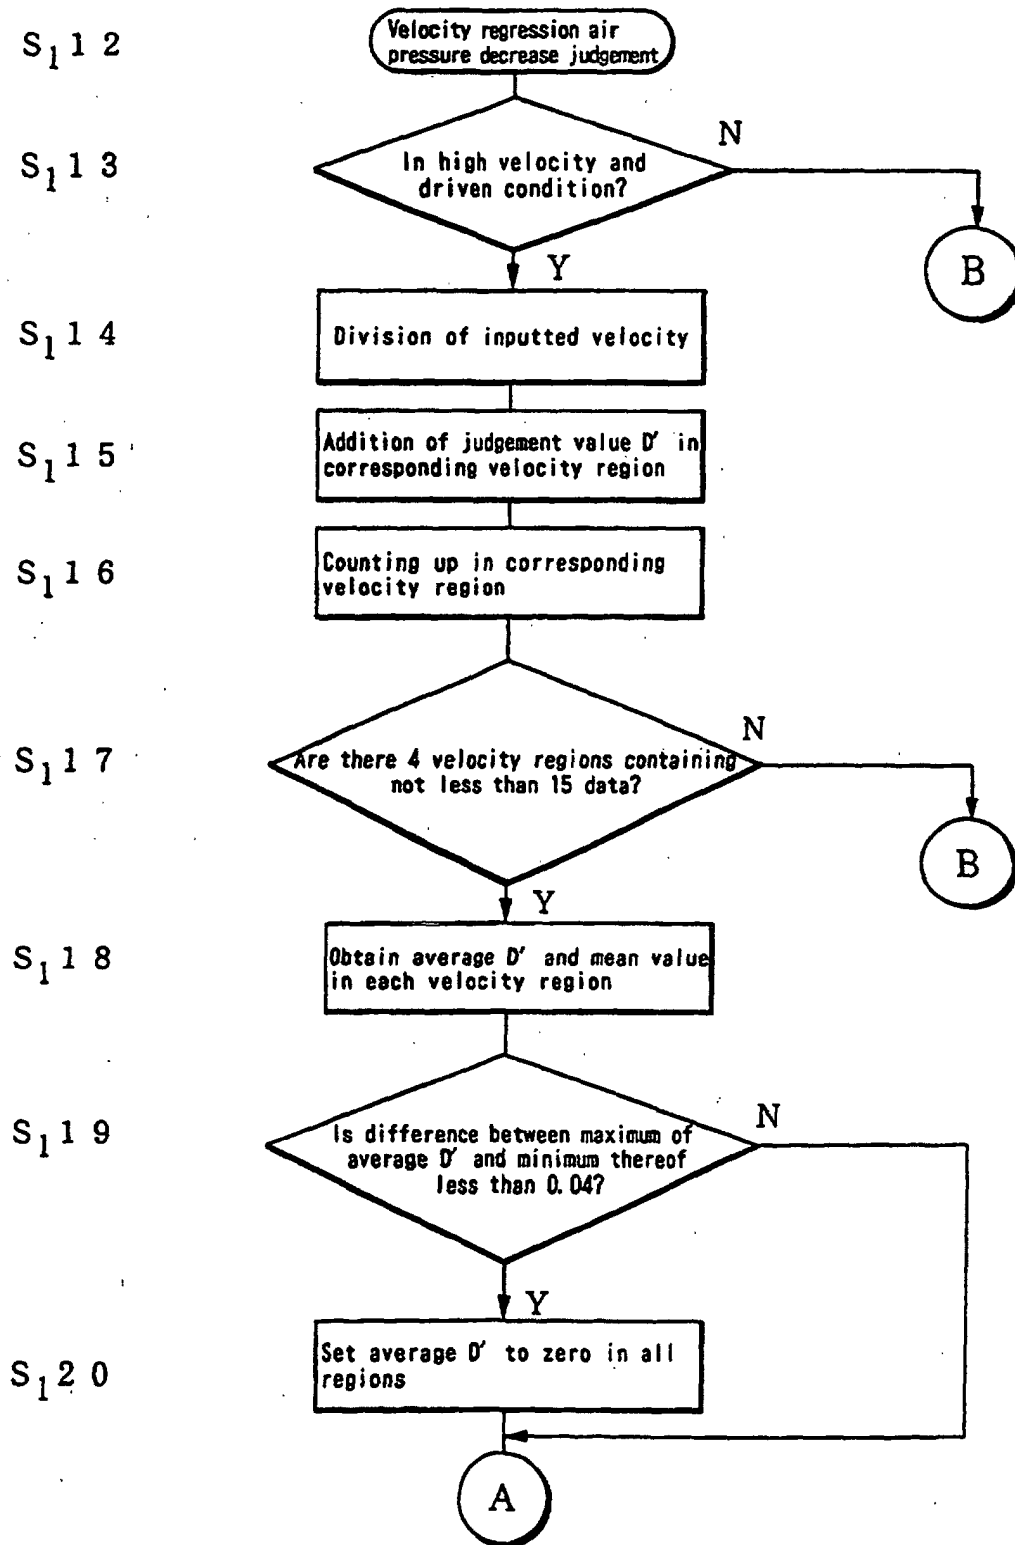 S₁12
Velocity regression air
pressure decrease judgement
S₁13
In high velocity and
driven condition?
N
B
Y
S₁14
Division of inputted velocity
S₁15
Addition of judgement value D′ in
corresponding velocity region
S₁16
Counting up in corresponding
velocity region
S₁17
Are there 4 velocity regions containing
not less than 15 data?
N
B
Y
S₁18
Obtain average D′ and mean value
in each velocity region
S₁19
Is difference between maximum of
average D′ and minimum thereof
less than 0.04?
N
Y
S₁20
Set average D′ to zero in all
regions
A